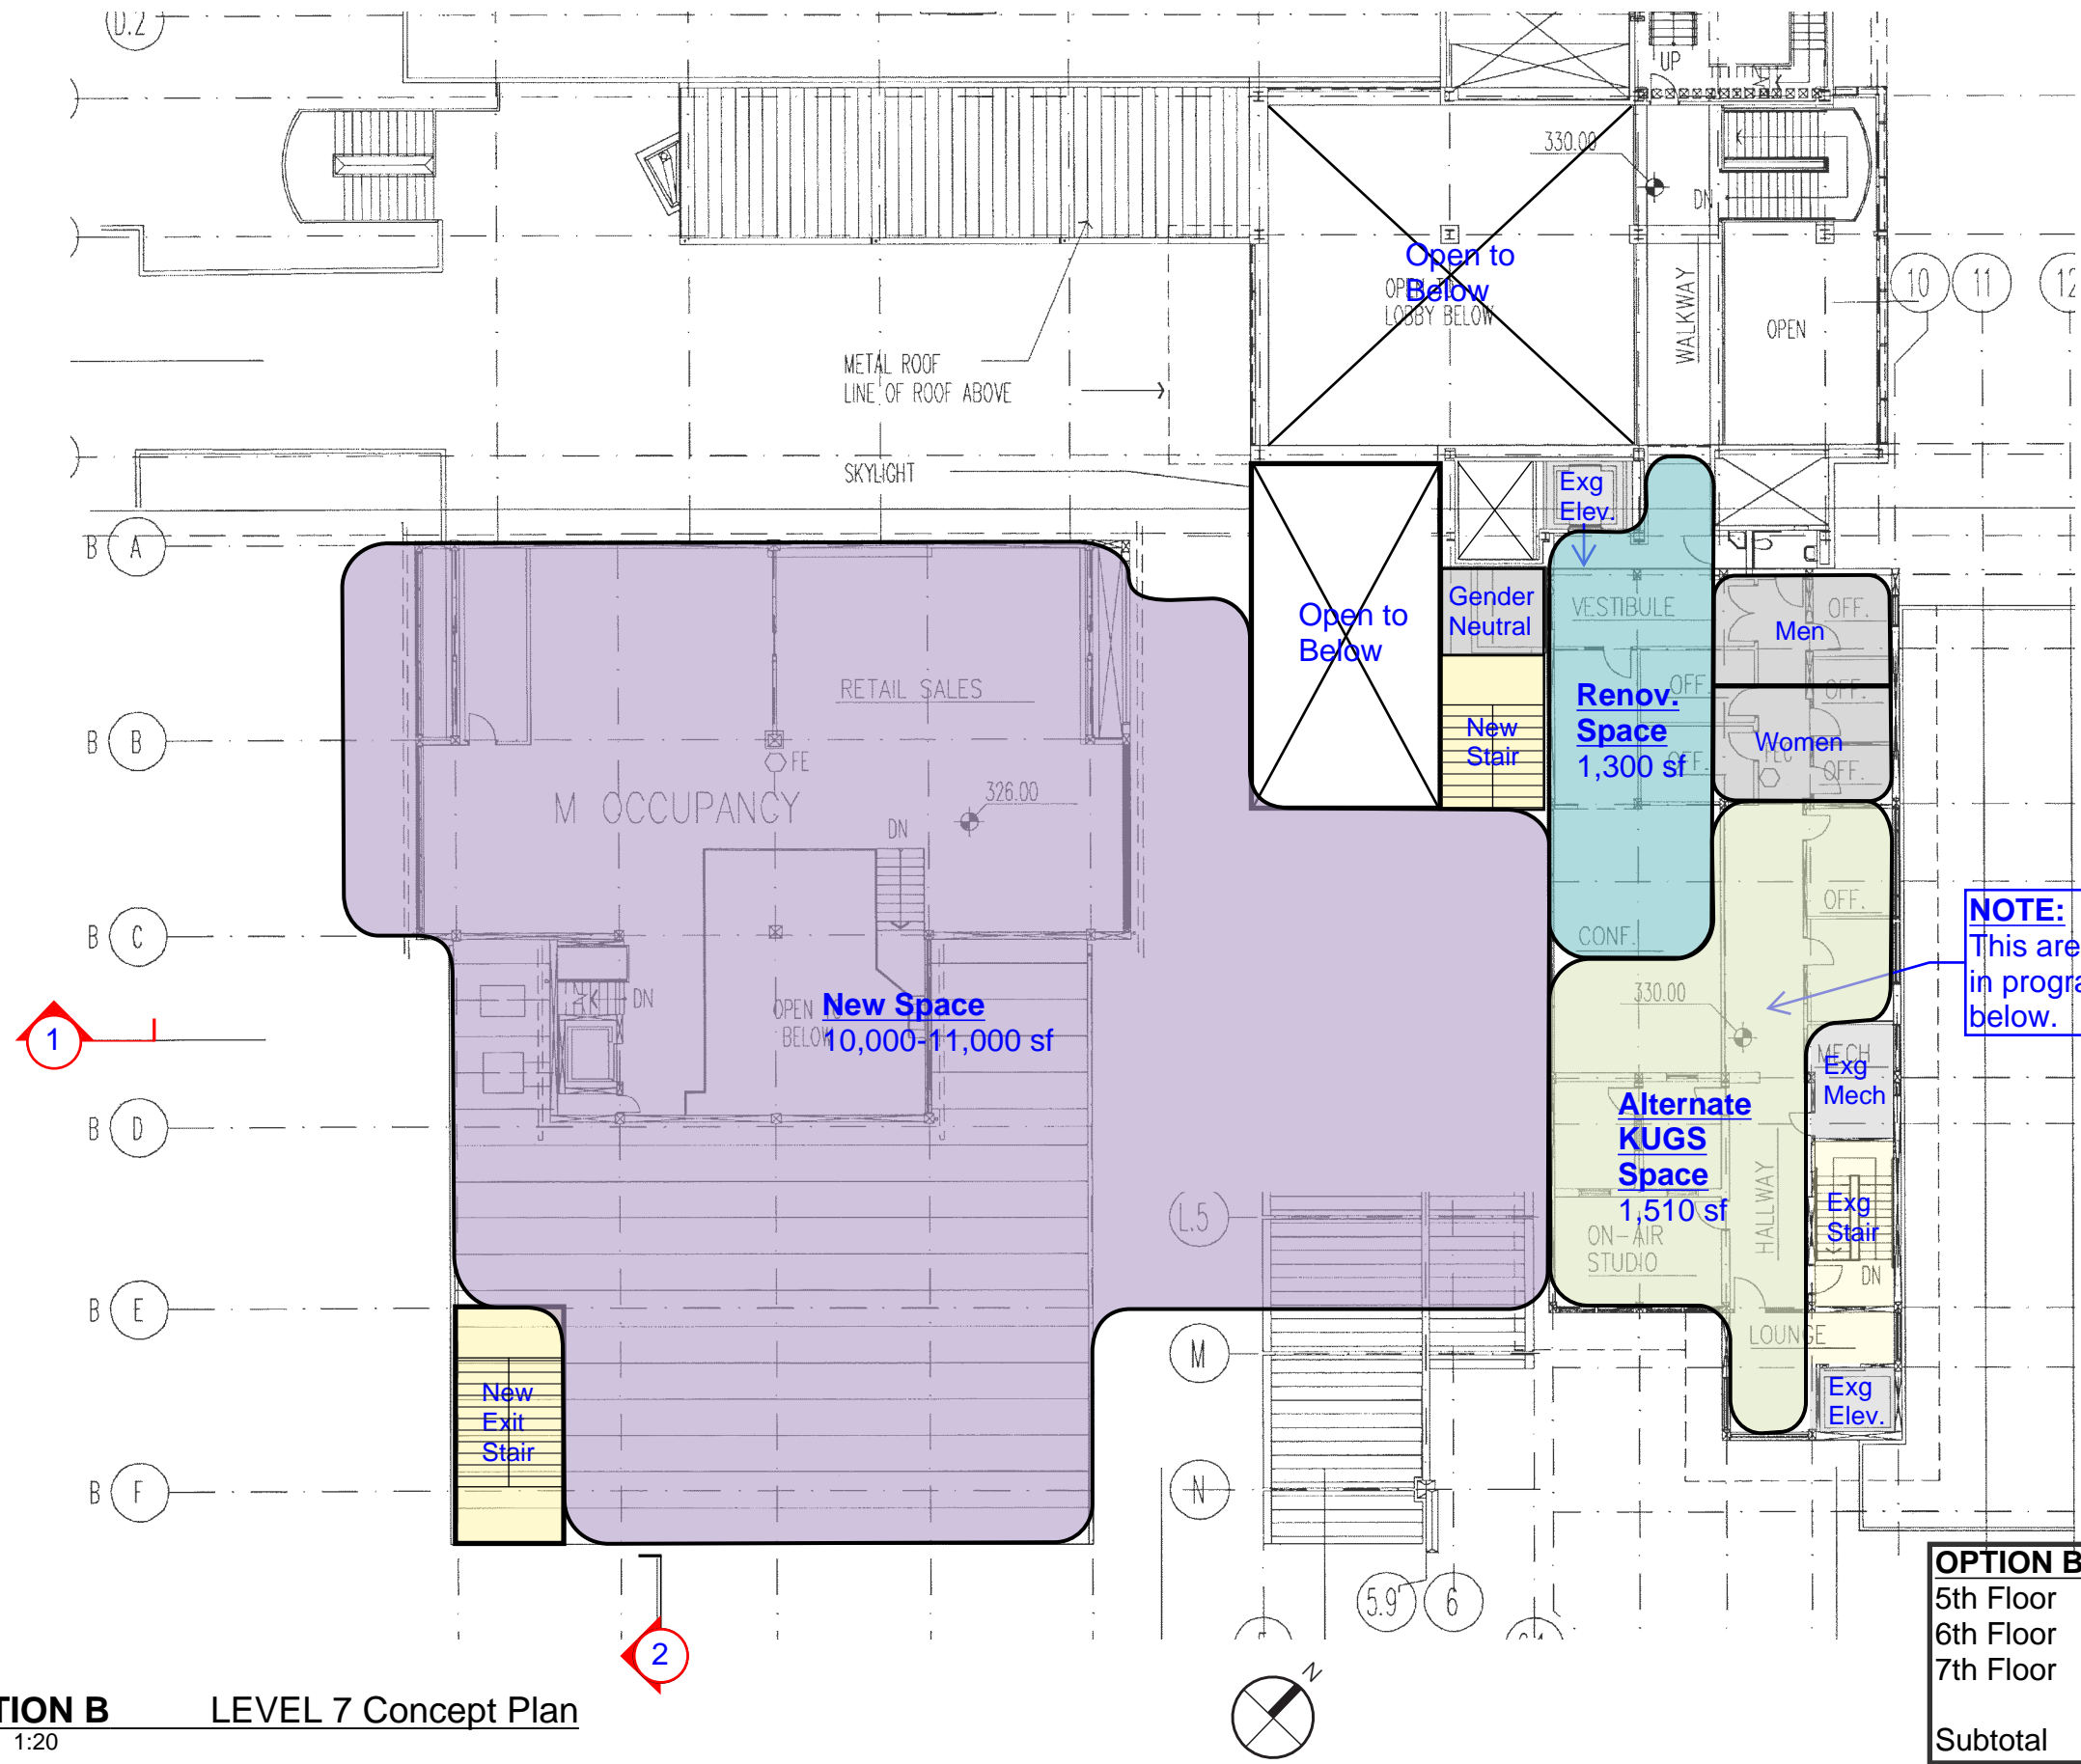 D.2
UP
330.00
DN
Open to
Below
OPEN TO
LOBBY BELOW
WALKWAY
OPEN
10
11
12
METAL ROOF
LINE OF ROOF ABOVE
SKYLIGHT
Exg
Elev.
B A
Gender
Neutral
VESTIBULE
OFF.
Men
Open to
Below
RETAIL SALES
OFF.
OFF.
Renov.
Space
1,300 sf
New
Stair
B B
FE
Women
FEC
OFF.
OFF.
M OCCUPANCY
326.00
DN
OFF.
B C
CONF.
NOTE:
This are
in progra
below.
DN
330.00
OPEN TO
BELOW
New Space
10,000-11,000 sf
1
MECH
Exg
Mech
B D
Alternate
KUGS
Space
1,510 sf
HALLWAY
L.5
Exg
Stair
ON-AIR
STUDIO
DN
B E
LOUNGE
M
New
Exit
Stair
Exg
Elev.
B F
N
5.9
6
2
N
OPTION B
5th Floor
6th Floor
7th Floor
Subtotal
TION B LEVEL 7 Concept Plan
1:20